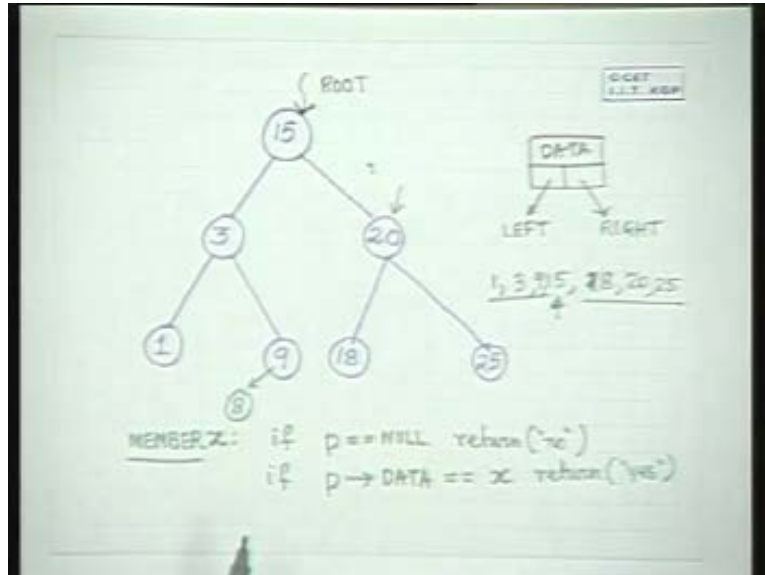 ROOT
I.I.T. KGP
15
DATA
3
20
LEFT RIGHT
1, 3, 9, 15, 18, 20, 25
1
9
18
25
8
MEMBER x: if p == NULL return("no")
if p → DATA == x return("yes")